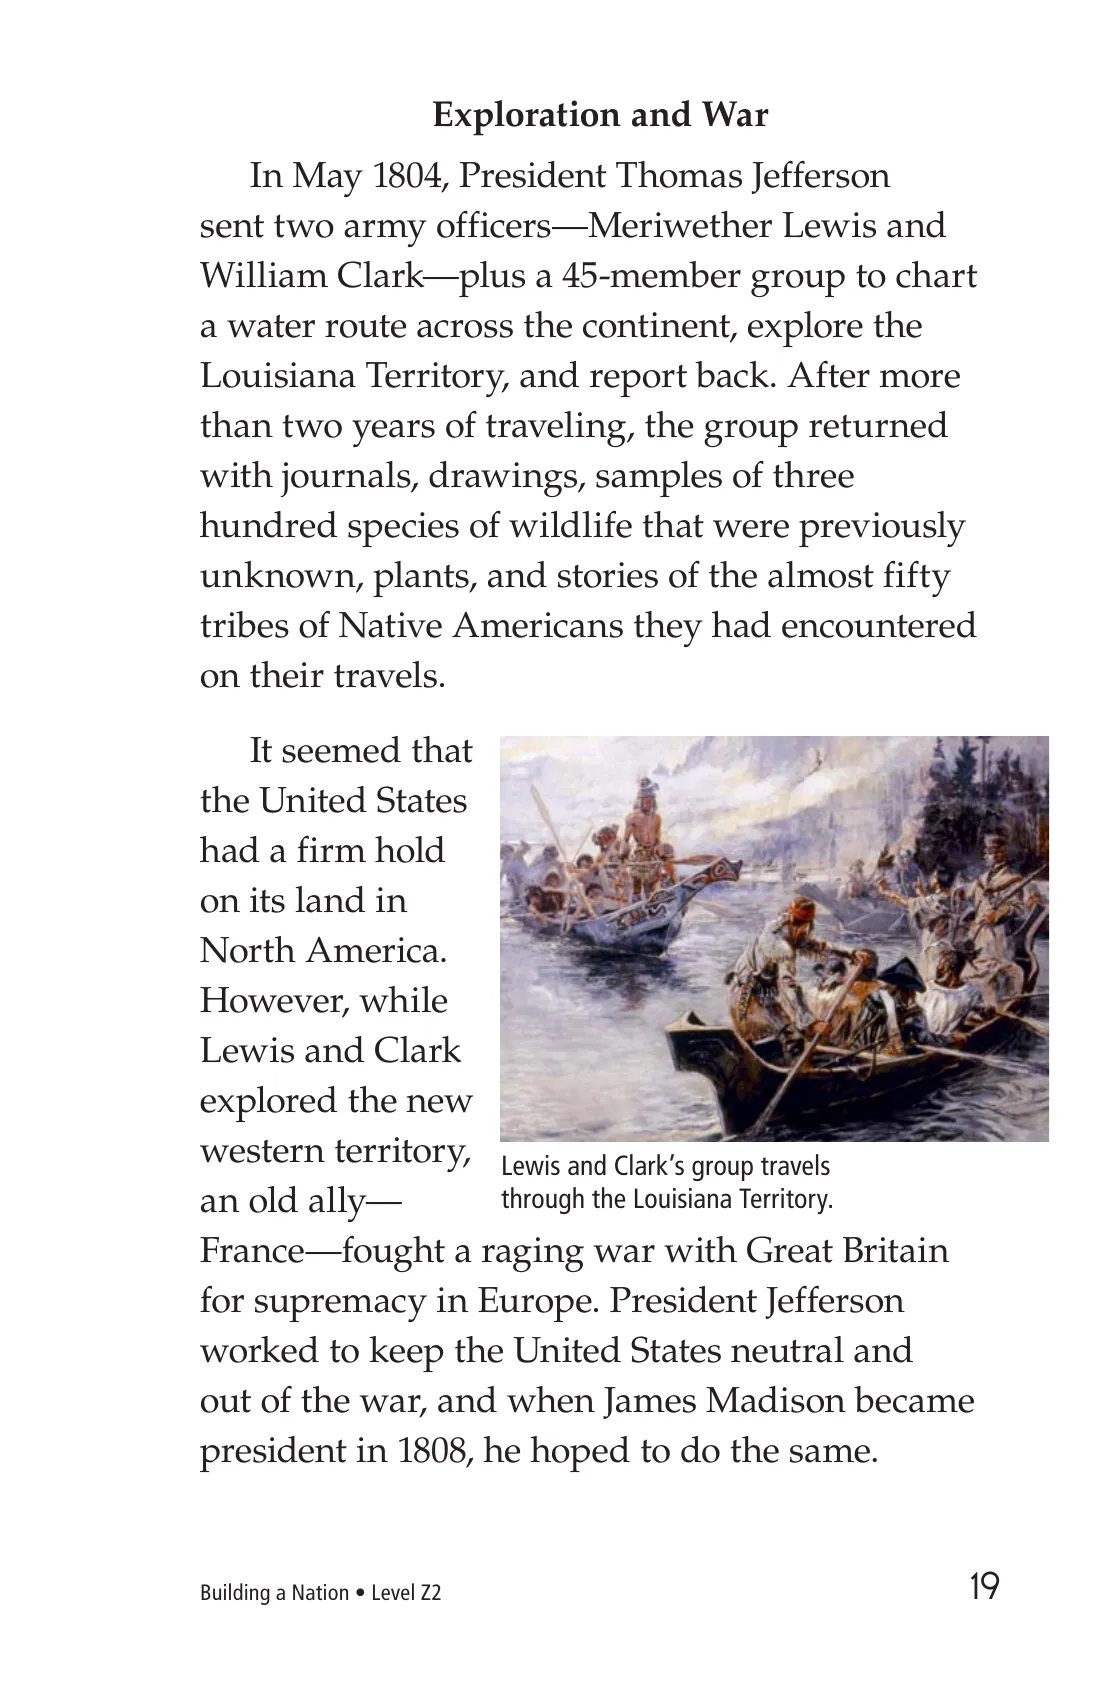 Exploration and War
In May 1804, President Thomas Jefferson
sent two army officers—Meriwether Lewis and
William Clark—plus a 45-member group to chart
a water route across the continent, explore the
Louisiana Territory, and report back. After more
than two years of traveling, the group returned
with journals, drawings, samples of three
hundred species of wildlife that were previously
unknown, plants, and stories of the almost fifty
tribes of Native Americans they had encountered
on their travels.
It seemed that
the United States
had a firm hold
on its land in
North America.
However, while
Lewis and Clark
explored the new
western territory,
an old ally—
France—fought a raging war with Great Britain
for supremacy in Europe. President Jefferson
worked to keep the United States neutral and
out of the war, and when James Madison became
president in 1808, he hoped to do the same.
Lewis and Clark’s group travels
through the Louisiana Territory.
Building a Nation • Level Z2
19